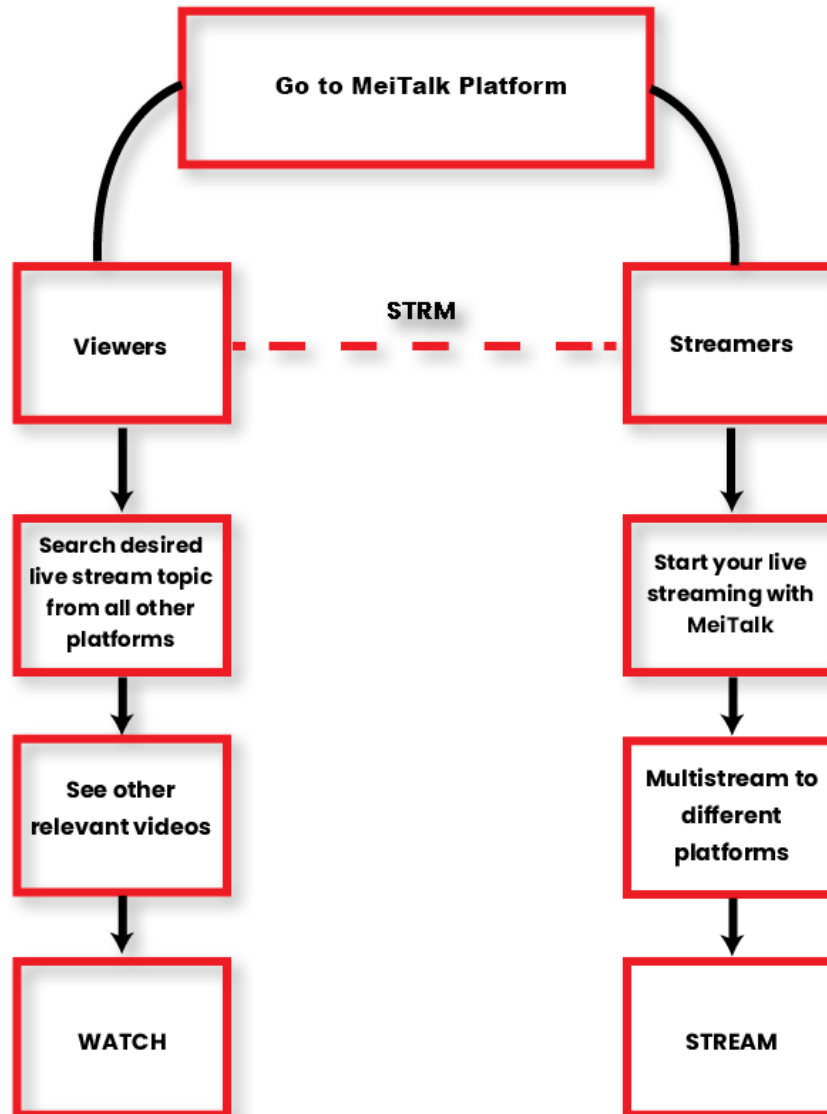 Go to MeiTalk Platform
STRM
Viewers
Streamers
Search desired
live stream topic
from all other
platforms
Start your live
streaming with
MeiTalk
See other
relevant videos
Multistream to
different
platforms
WATCH
STREAM